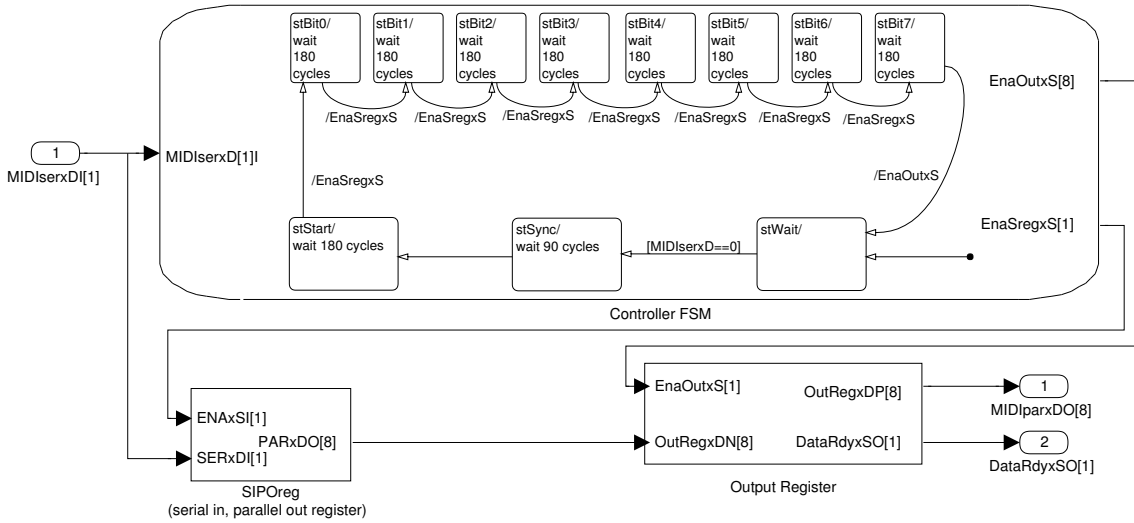 stBit0/
wait
180
cycles
stBit1/
wait
180
cycles
stBit2/
wait
180
cycles
stBit3/
wait
180
cycles
stBit4/
wait
180
cycles
stBit5/
wait
180
cycles
stBit6/
wait
180
cycles
stBit7/
wait
180
cycles
EnaOutxS[8]
/EnaSregxS
/EnaSregxS
/EnaSregxS
/EnaSregxS
/EnaSregxS
/EnaSregxS
/EnaSregxS
1
MIDIserxDI[1]
MIDIserxD[1]I
/EnaSregxS
/EnaOutxS
EnaSregxS[1]
stStart/
wait 180 cycles
stSync/
wait 90 cycles
[MIDIserxD==0]
stWait/
Controller FSM
ENAxSI[1]
PARxDO[8]
SERxDI[1]
SIPOreg
(serial in, parallel out register)
EnaOutxS[1]
OutRegxDP[8]
OutRegxDN[8]
DataRdyxSO[1]
Output Register
1
MIDIparxDO[8]
2
DataRdyxSO[1]